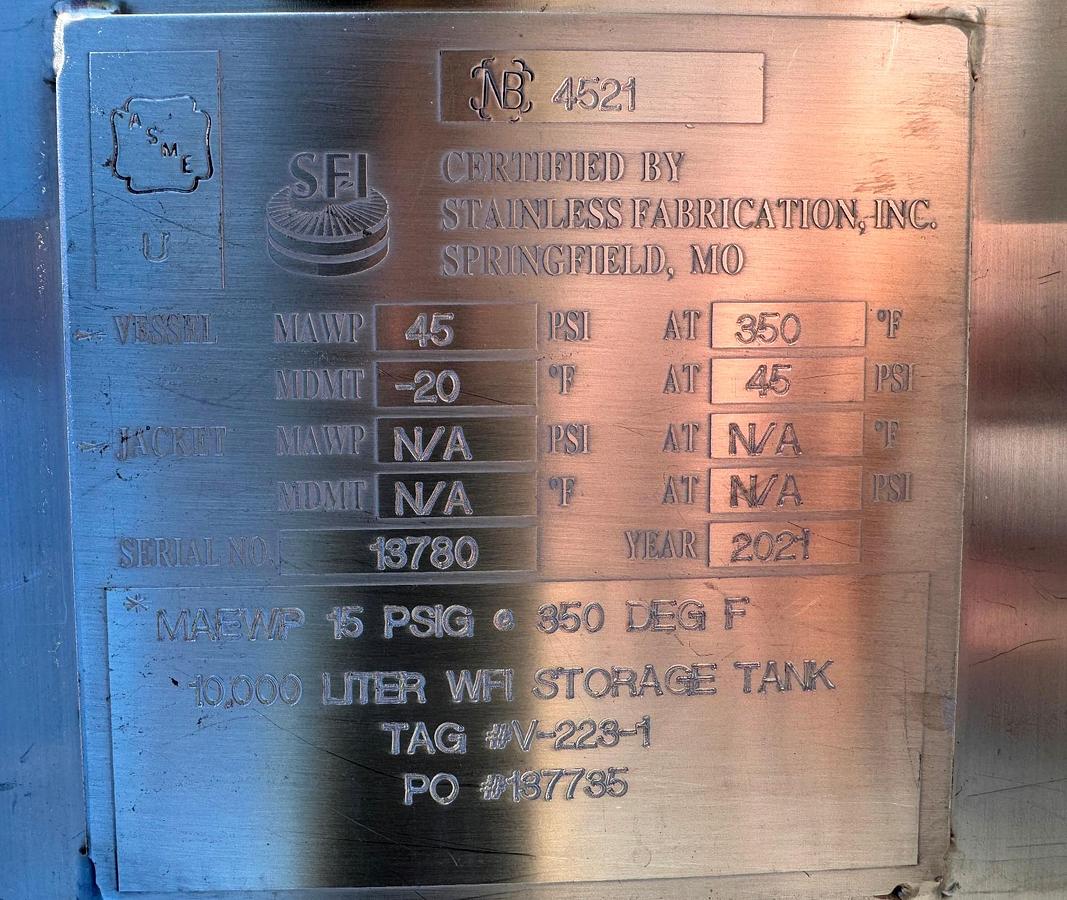 NB 4521
ASME
U
SFI
CERTIFIED BY
STAINLESS FABRICATION, INC.
SPRINGFIELD, MO
* VESSEL MAWP 45 PSI AT 350 °F
MDMT -20 °F AT 45 PSI
* JACKET MAWP N/A PSI AT N/A °F
MDMT N/A °F AT N/A PSI
SERIAL NO. 13780 YEAR 2021
*MAEWP 15 PSIG @ 350 DEG F
10,000 LITER WFI STORAGE TANK
TAG #V-223-1
PO #137735